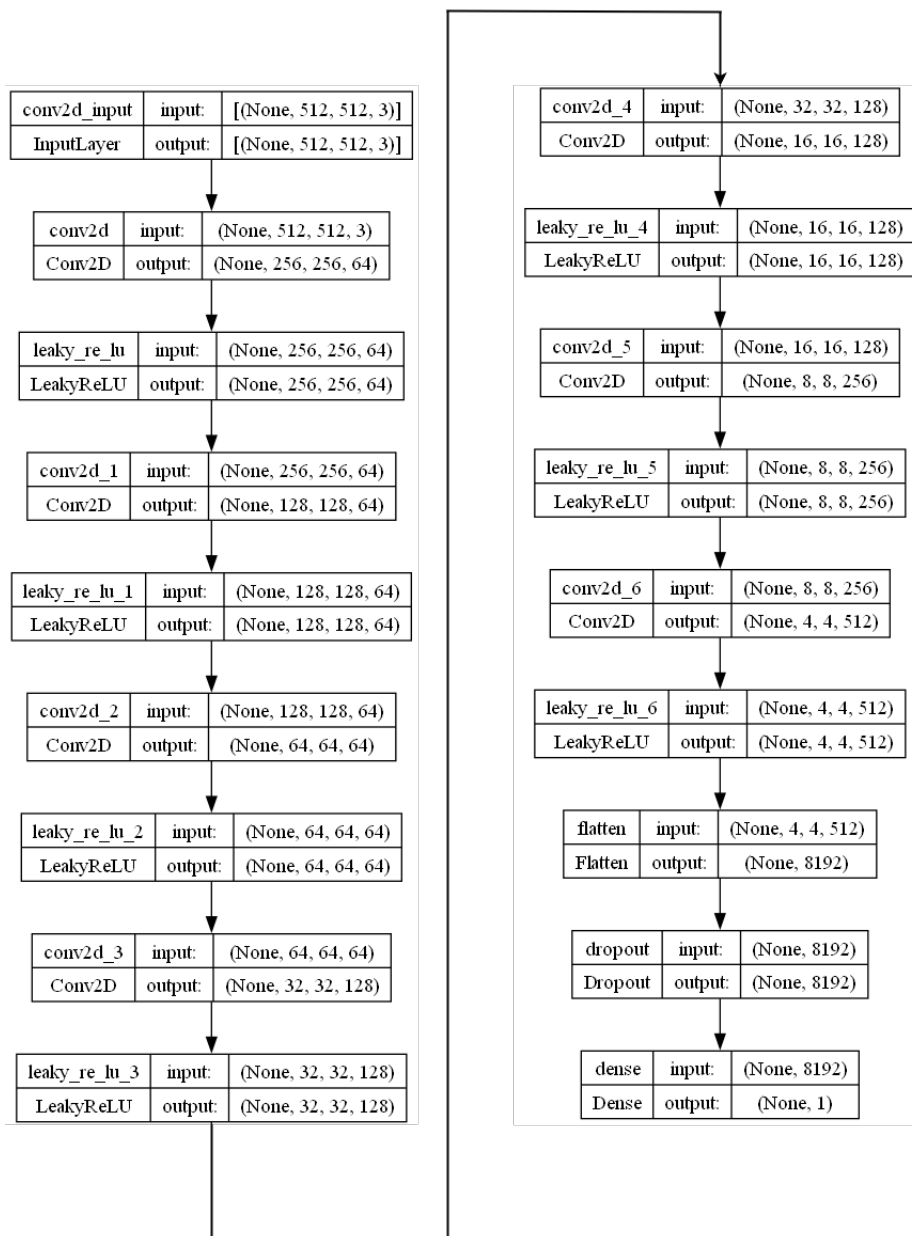 conv2d_input input: [(None, 512, 512, 3)]
InputLayer output: [(None, 512, 512, 3)]
conv2d input: (None, 512, 512, 3)
Conv2D output: (None, 256, 256, 64)
leaky_re_lu input: (None, 256, 256, 64)
LeakyReLU output: (None, 256, 256, 64)
conv2d_1 input: (None, 256, 256, 64)
Conv2D output: (None, 128, 128, 64)
leaky_re_lu_1 input: (None, 128, 128, 64)
LeakyReLU output: (None, 128, 128, 64)
conv2d_2 input: (None, 128, 128, 64)
Conv2D output: (None, 64, 64, 64)
leaky_re_lu_2 input: (None, 64, 64, 64)
LeakyReLU output: (None, 64, 64, 64)
conv2d_3 input: (None, 64, 64, 64)
Conv2D output: (None, 32, 32, 128)
leaky_re_lu_3 input: (None, 32, 32, 128)
LeakyReLU output: (None, 32, 32, 128)
conv2d_4 input: (None, 32, 32, 128)
Conv2D output: (None, 16, 16, 128)
leaky_re_lu_4 input: (None, 16, 16, 128)
LeakyReLU output: (None, 16, 16, 128)
conv2d_5 input: (None, 16, 16, 128)
Conv2D output: (None, 8, 8, 256)
leaky_re_lu_5 input: (None, 8, 8, 256)
LeakyReLU output: (None, 8, 8, 256)
conv2d_6 input: (None, 8, 8, 256)
Conv2D output: (None, 4, 4, 512)
leaky_re_lu_6 input: (None, 4, 4, 512)
LeakyReLU output: (None, 4, 4, 512)
flatten input: (None, 4, 4, 512)
Flatten output: (None, 8192)
dropout input: (None, 8192)
Dropout output: (None, 8192)
dense input: (None, 8192)
Dense output: (None, 1)